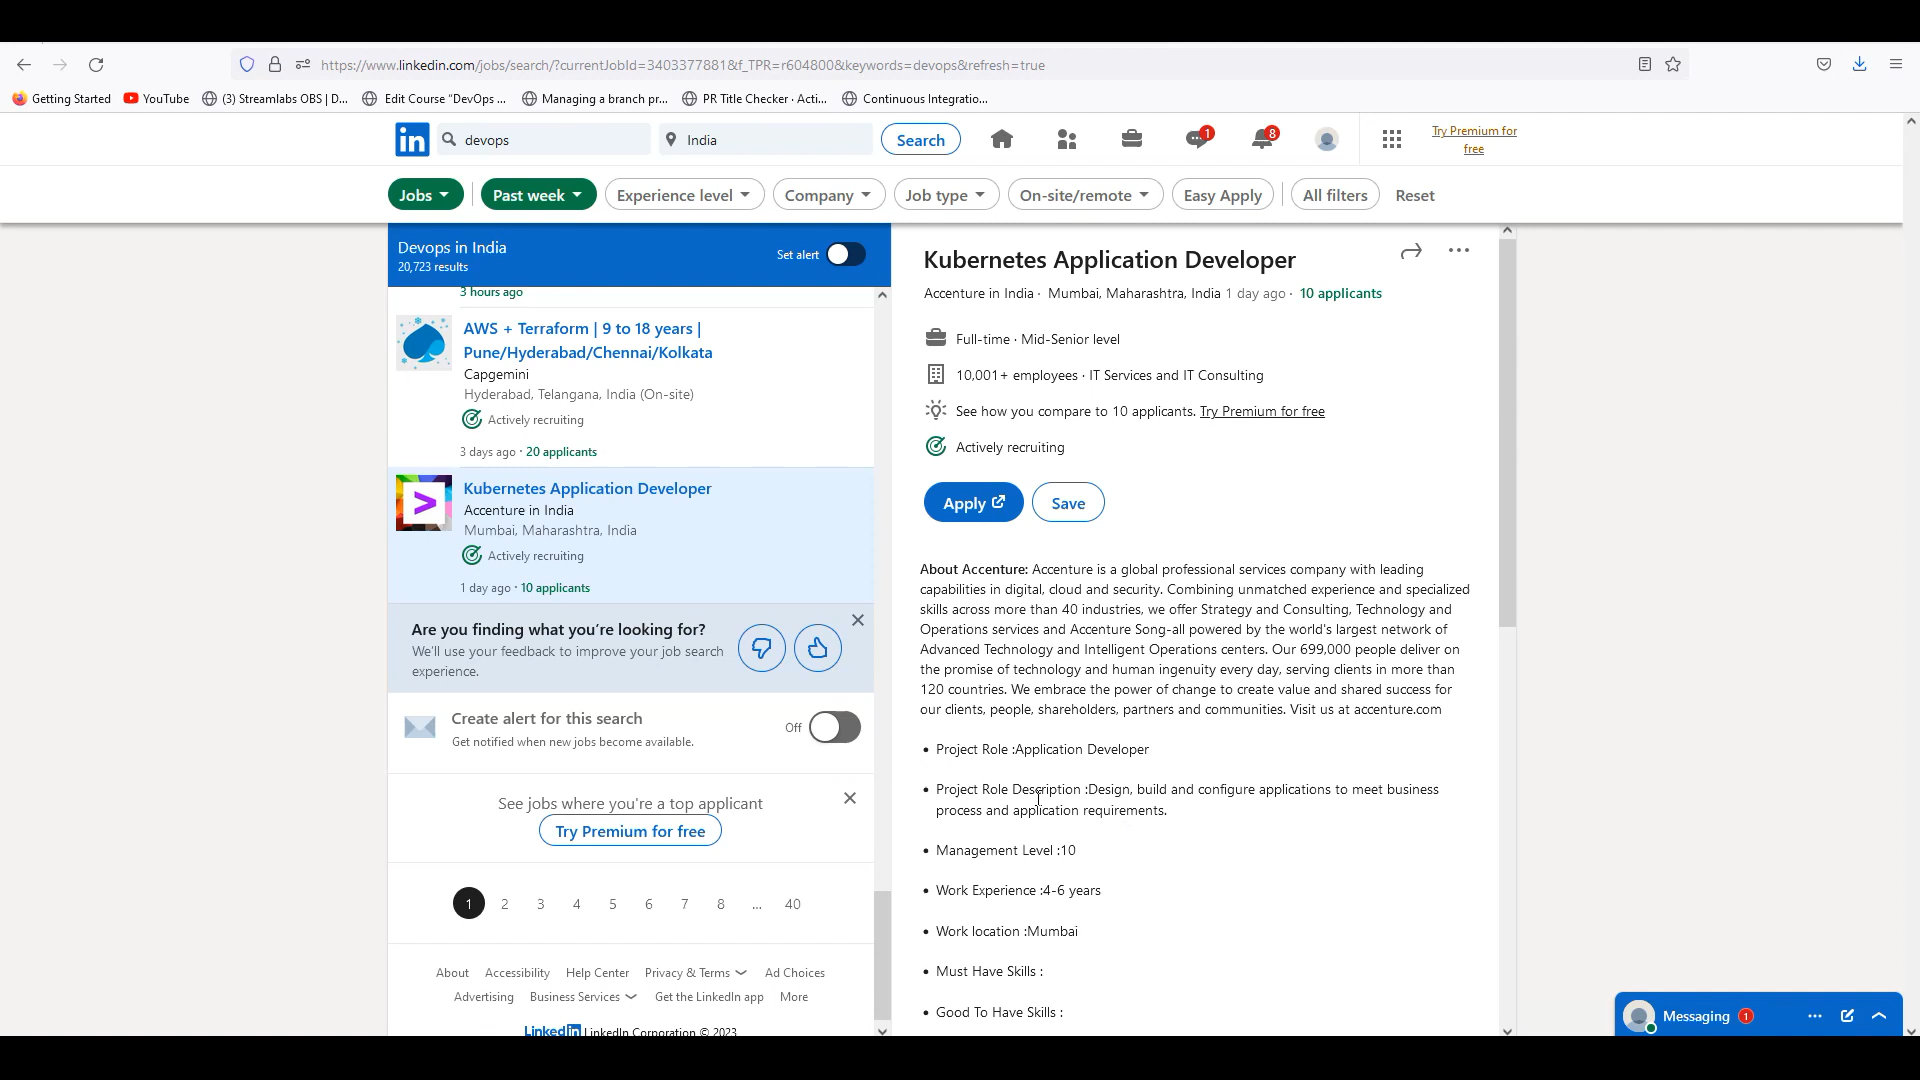 https://www.linkedin.com/jobs/search/?currentJobId=3403377881&f_TPR=r604800&keywords=devops&refresh=true
Getting Started
YouTube
(3) Streamlabs OBS | D...
Edit Course “DevOps ...
Managing a branch pr...
PR Title Checker · Acti...
Continuous Integratio...
in
devops
India
Search
1
8
Try Premium for
free
Jobs
Past week
Experience level
Company
Job type
On-site/remote
Easy Apply
All filters
Reset
Devops in India
20,723 results
Set alert
3 hours ago
AWS + Terraform | 9 to 18 years |
Pune/Hyderabad/Chennai/Kolkata
Capgemini
Hyderabad, Telangana, India (On-site)
Actively recruiting
3 days ago · 20 applicants
Kubernetes Application Developer
Accenture in India
Mumbai, Maharashtra, India
Actively recruiting
1 day ago · 10 applicants
Are you finding what you’re looking for?
We’ll use your feedback to improve your job search
experience.
Create alert for this search
Get notified when new jobs become available.
Off
See jobs where you're a top applicant
Try Premium for free
1 2 3 4 5 6 7 8 ... 40
About Accessibility Help Center Privacy & Terms Ad Choices
Advertising Business Services Get the LinkedIn app More
LinkedIn LinkedIn Corporation © 2023
Kubernetes Application Developer
Accenture in India · Mumbai, Maharashtra, India 1 day ago · 10 applicants
Full-time · Mid-Senior level
10,001+ employees · IT Services and IT Consulting
See how you compare to 10 applicants. Try Premium for free
Actively recruiting
Apply
Save
About Accenture: Accenture is a global professional services company with leading
capabilities in digital, cloud and security. Combining unmatched experience and specialized
skills across more than 40 industries, we offer Strategy and Consulting, Technology and
Operations services and Accenture Song-all powered by the world's largest network of
Advanced Technology and Intelligent Operations centers. Our 699,000 people deliver on
the promise of technology and human ingenuity every day, serving clients in more than
120 countries. We embrace the power of change to create value and shared success for
our clients, people, shareholders, partners and communities. Visit us at accenture.com
• Project Role :Application Developer
• Project Role Description :Design, build and configure applications to meet business
process and application requirements.
• Management Level :10
• Work Experience :4-6 years
• Work location :Mumbai
• Must Have Skills :
• Good To Have Skills :
Messaging 1